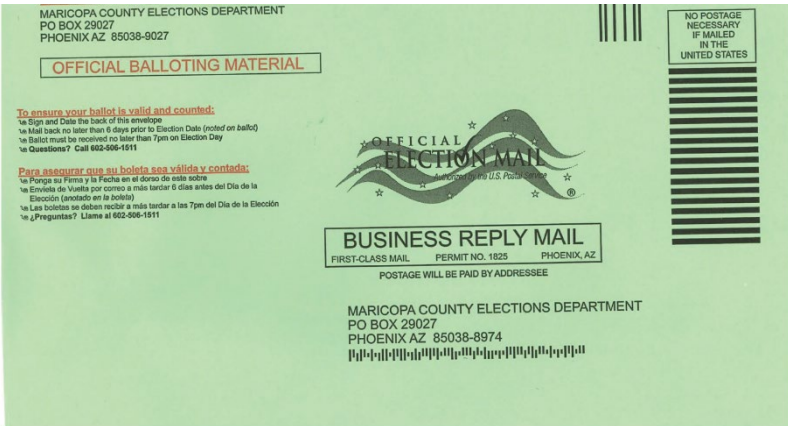 MARICOPA COUNTY ELECTIONS DEPARTMENT
PO BOX 29027
PHOENIX AZ 85038-9027
OFFICIAL BALLOTING MATERIAL
To ensure your ballot is valid and counted:
Sign and Date the back of this envelope
Mail back no later than 6 days prior to Election Date (noted on ballot)
Ballot must be received no later than 7pm on Election Day
Questions? Call 602-506-1511
Para asegurar que su boleta sea válida y contada:
Ponga su Firma y la Fecha en el dorso de este sobre
Envíela de Vuelta por correo a más tardar 6 días antes del Día de la
Elección (anotado en la boleta)
Las boletas se deben recibir a más tardar a las 7pm del Día de la Elección
¿Preguntas? Llame al 602-506-1511
NO POSTAGE
NECESSARY
IF MAILED
IN THE
UNITED STATES
OFFICIAL
ELECTION MAIL
Authorized by the U.S. Postal Service
®
BUSINESS REPLY MAIL
FIRST-CLASS MAIL PERMIT NO. 1825 PHOENIX, AZ
POSTAGE WILL BE PAID BY ADDRESSEE
MARICOPA COUNTY ELECTIONS DEPARTMENT
PO BOX 29027
PHOENIX AZ 85038-8974